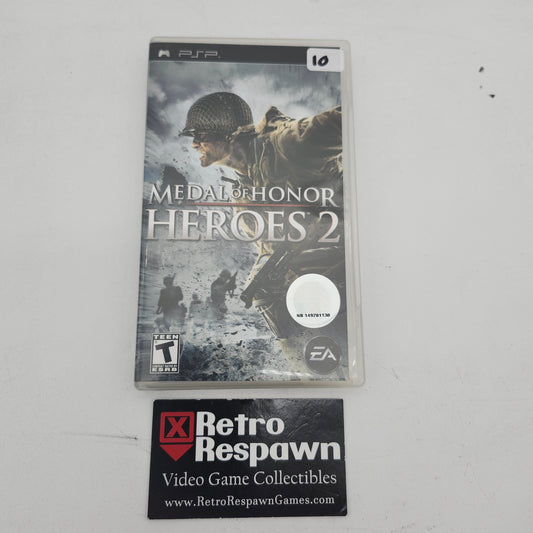 PSP
10
MEDAL OF HONOR
HEROES 2
NB 149781130
TEEN
T
ESRB
EA
Retro
Respawn
Video Game Collectibles
www.RetroRespawnGames.com